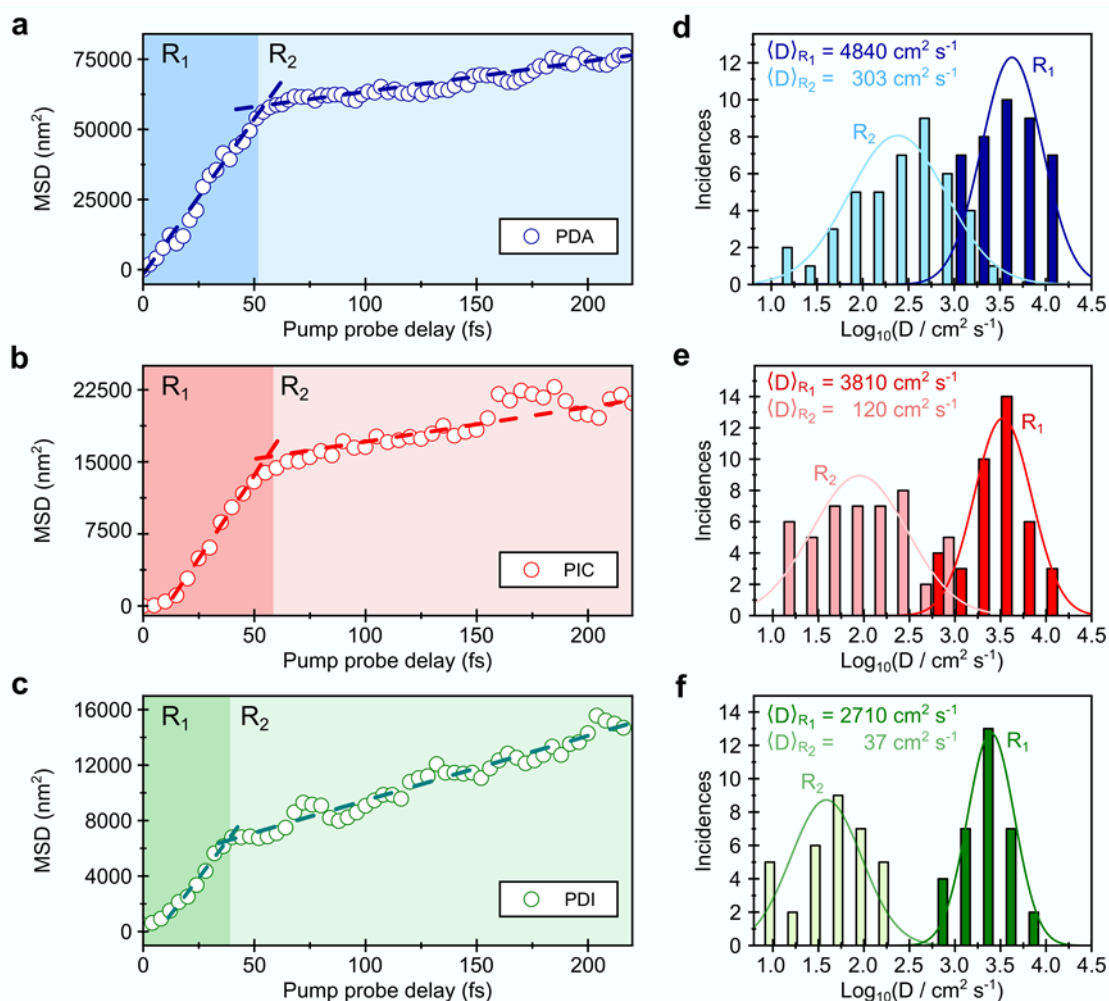 a
R₁
R₂
75000
50000
25000
0
MSD (nm²)
PDA
0 50 100 150 200
Pump probe delay (fs)
d
⟨D⟩R₁ = 4840 cm² s⁻¹
⟨D⟩R₂ = 303 cm² s⁻¹
R₁
R₂
12
10
8
6
4
2
0
Incidences
1.0 1.5 2.0 2.5 3.0 3.5 4.0 4.5
Log₁₀(D / cm² s⁻¹)
b
R₁
R₂
22500
15000
7500
0
MSD (nm²)
PIC
0 50 100 150 200
Pump probe delay (fs)
e
⟨D⟩R₁ = 3810 cm² s⁻¹
⟨D⟩R₂ = 120 cm² s⁻¹
R₁
R₂
14
12
10
8
6
4
2
0
Incidences
1.0 1.5 2.0 2.5 3.0 3.5 4.0 4.5
Log₁₀(D / cm² s⁻¹)
c
R₁
R₂
16000
12000
8000
4000
0
MSD (nm²)
PDI
0 50 100 150 200
Pump probe delay (fs)
f
⟨D⟩R₁ = 2710 cm² s⁻¹
⟨D⟩R₂ = 37 cm² s⁻¹
R₁
R₂
14
12
10
8
6
4
2
0
Incidences
1.0 1.5 2.0 2.5 3.0 3.5 4.0 4.5
Log₁₀(D / cm² s⁻¹)